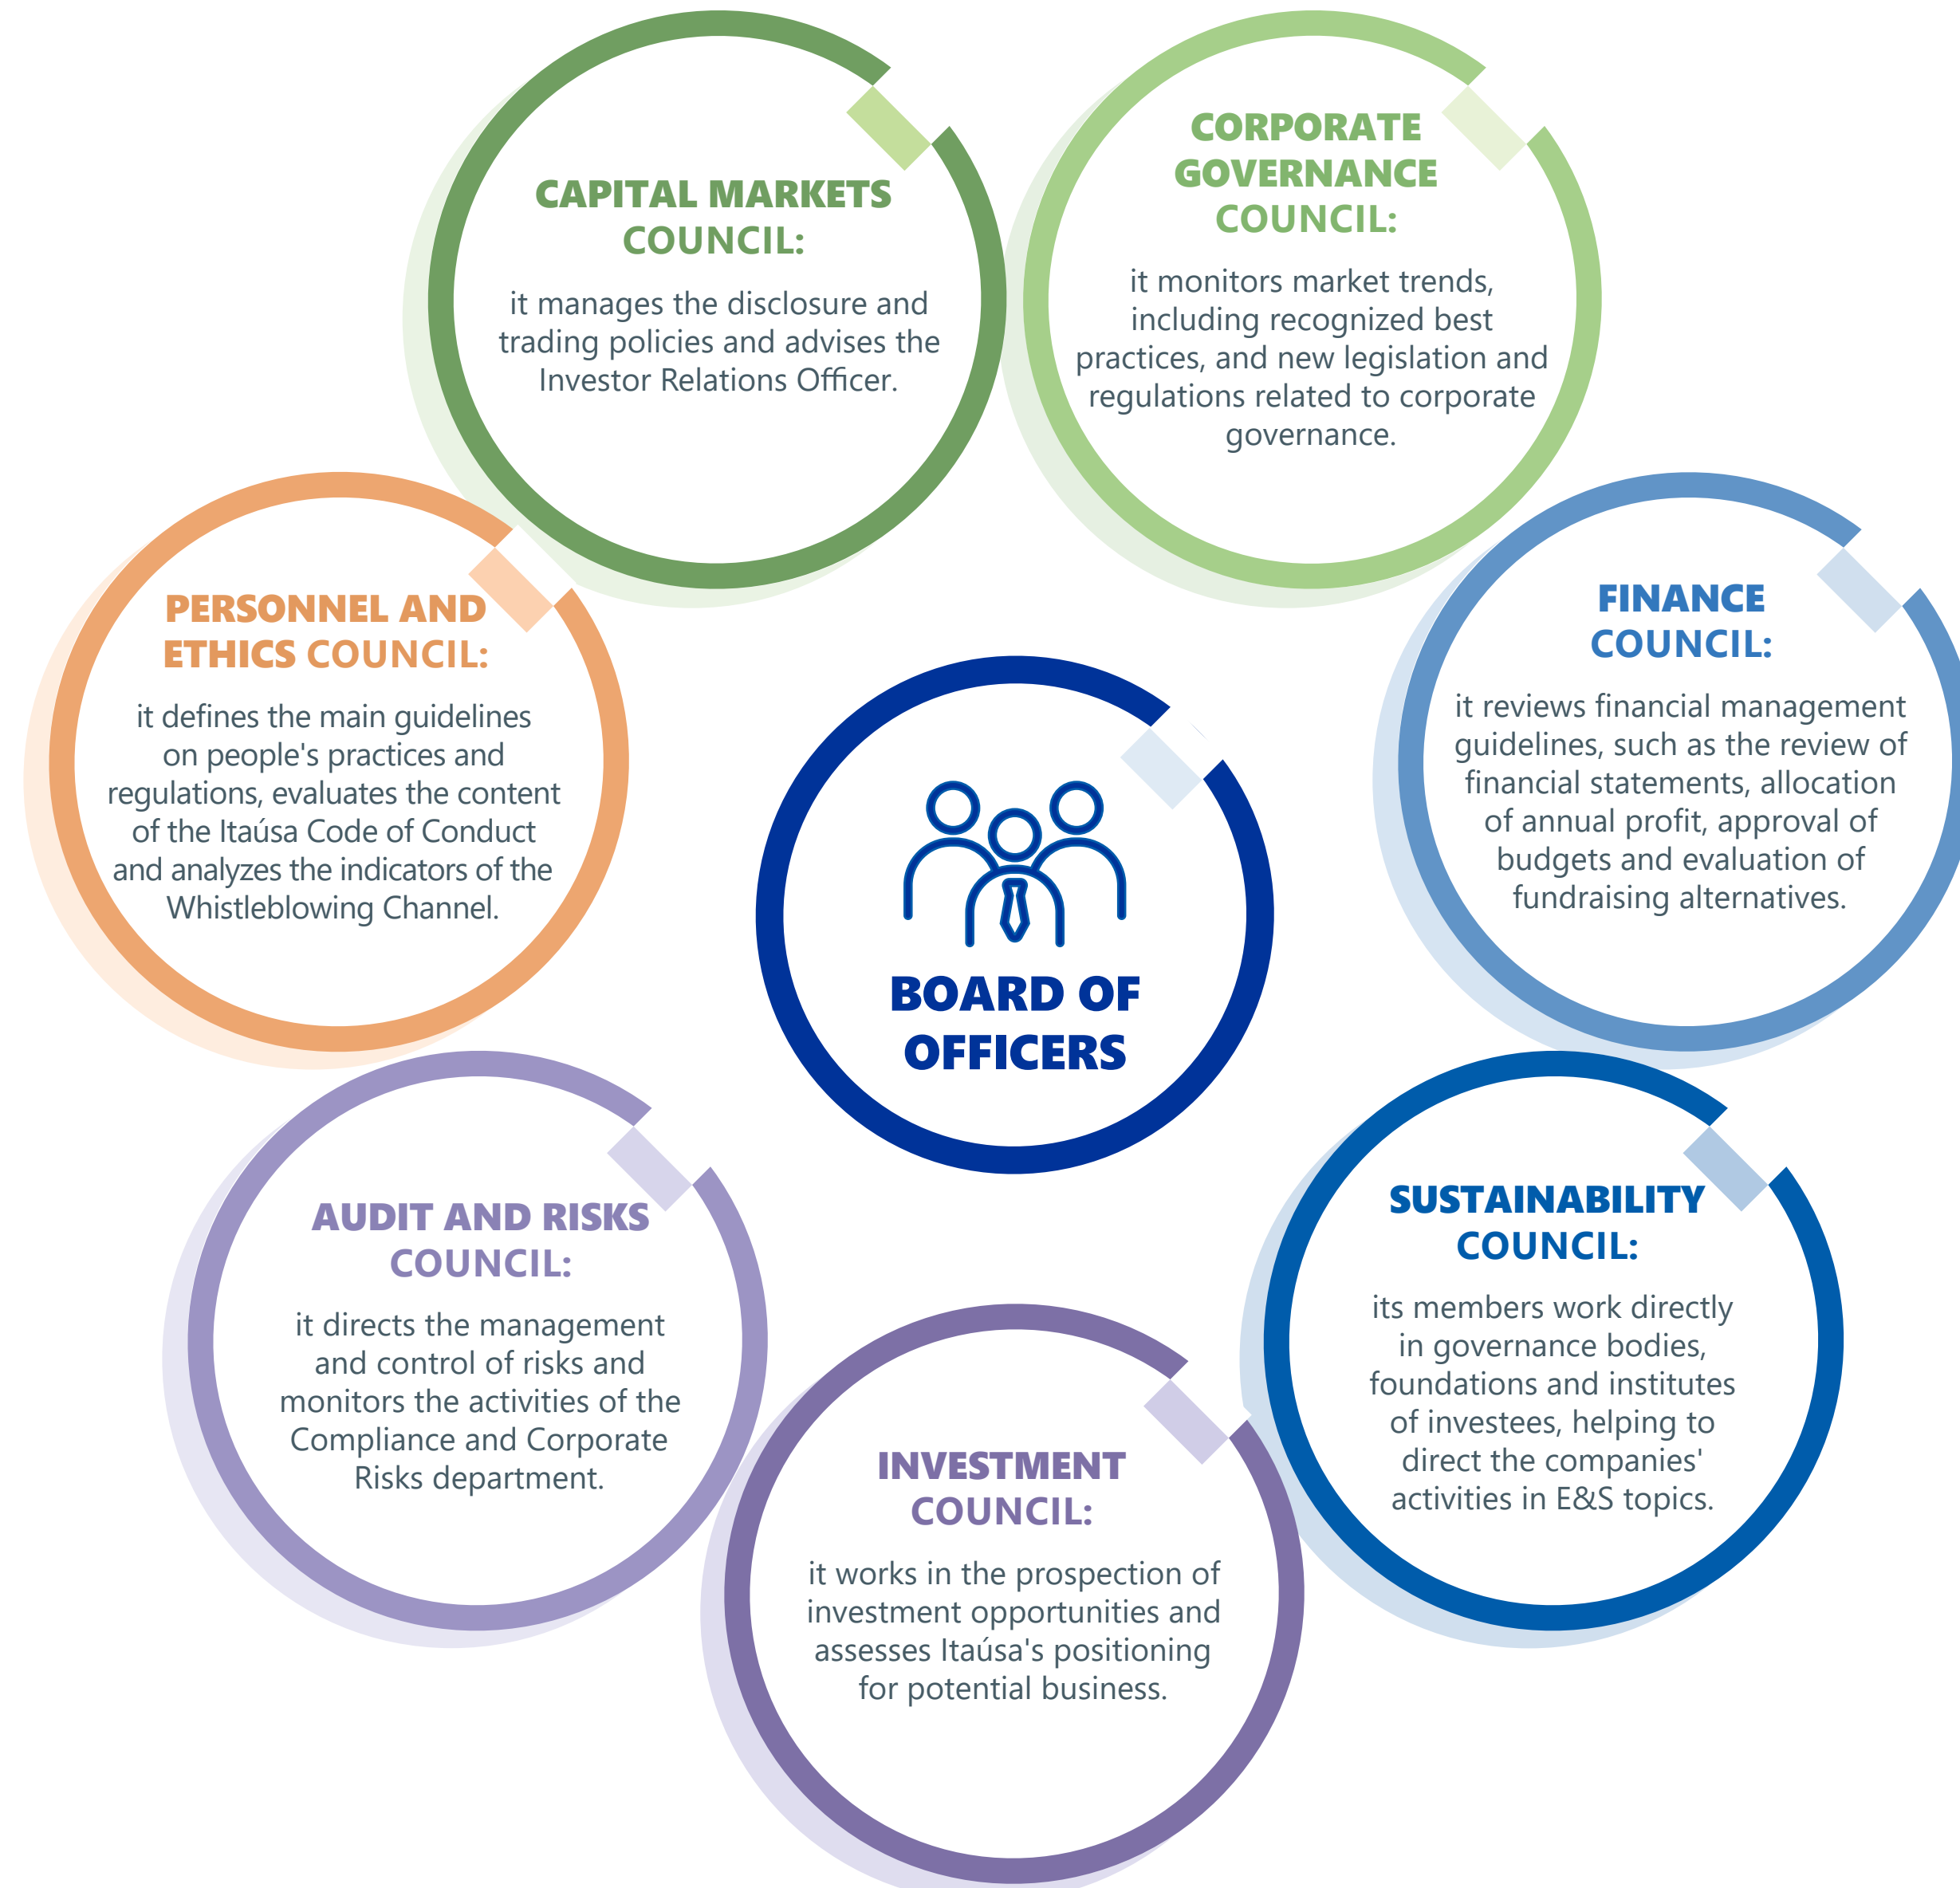 CAPITAL MARKETS
COUNCIL:
it manages the disclosure and
trading policies and advises the
Investor Relations Officer.
CORPORATE
GOVERNANCE
COUNCIL:
it monitors market trends,
including recognized best
practices, and new legislation and
regulations related to corporate
governance.
PERSONNEL AND
ETHICS COUNCIL:
it defines the main guidelines
on people's practices and
regulations, evaluates the content
of the Itaúsa Code of Conduct
and analyzes the indicators of the
Whistleblowing Channel.
FINANCE
COUNCIL:
it reviews financial management
guidelines, such as the review of
financial statements, allocation
of annual profit, approval of
budgets and evaluation of
fundraising alternatives.
BOARD OF
OFFICERS
AUDIT AND RISKS
COUNCIL:
it directs the management
and control of risks and
monitors the activities of the
Compliance and Corporate
Risks department.
SUSTAINABILITY
COUNCIL:
its members work directly
in governance bodies,
foundations and institutes
of investees, helping to
direct the companies'
activities in E&S topics.
INVESTMENT
COUNCIL:
it works in the prospection of
investment opportunities and
assesses Itaúsa's positioning
for potential business.